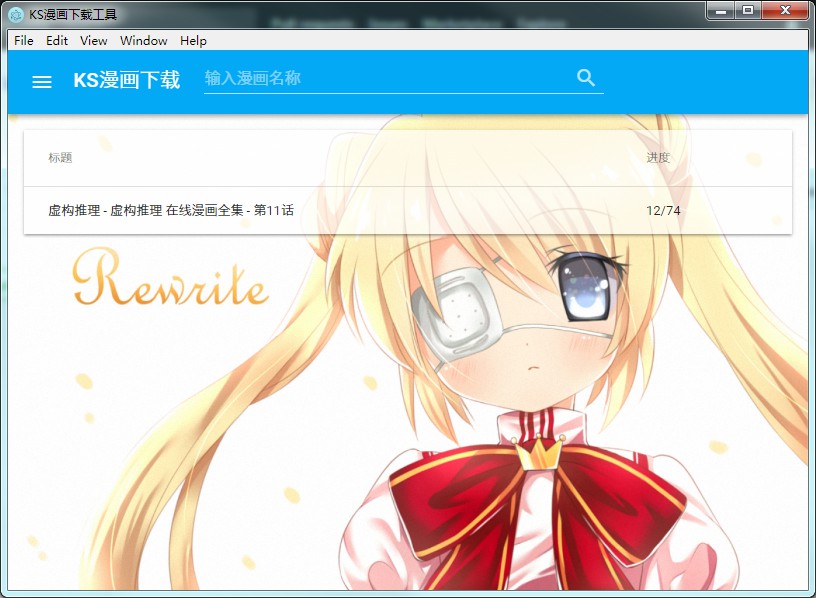 KS漫画下载工具
File Edit View Window Help
KS漫画下载 输入漫画名称
标题 进度
虚构推理 - 虚构推理 在线漫画全集 - 第11话 12/74
Rewrite